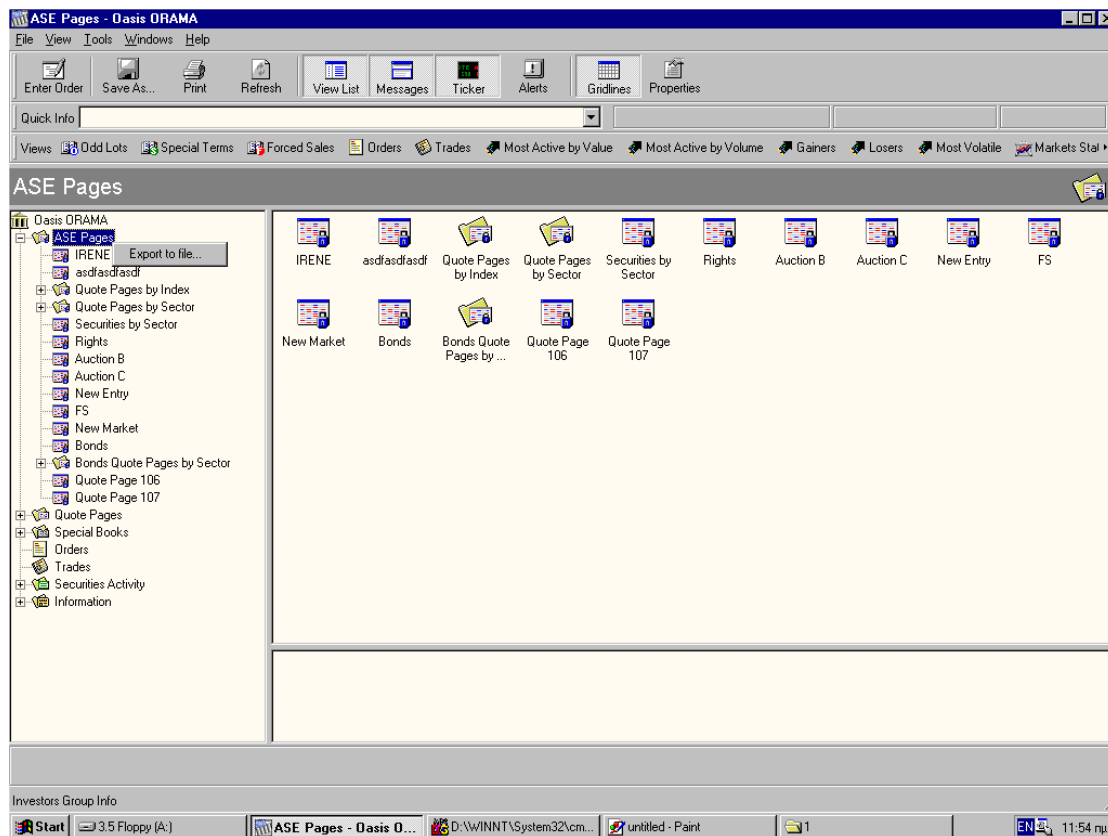 ASE Pages - Oasis ORAMA
File View Tools Windows Help
Enter Order Save As... Print Refresh View List Messages Ticker Alerts Gridlines Properties
Quick Info
Views Odd Lots Special Terms Forced Sales Orders Trades Most Active by Value Most Active by Volume Gainers Losers Most Volatile Markets Stat
ASE Pages
Oasis ORAMA
ASE Pages
IRENE
Export to file...
asdfasdfasdf
Quote Pages by Index
Quote Pages by Sector
Securities by Sector
Rights
Auction B
Auction C
New Entry
FS
New Market
Bonds
Bonds Quote Pages by Sector
Quote Page 106
Quote Page 107
Quote Pages
Special Books
Orders
Trades
Securities Activity
Information
IRENE asdfasdfasdf Quote Pages Quote Pages Securities by Rights Auction B Auction C New Entry FS
by Index by Sector Sector
New Market Bonds Bonds Quote Quote Page Quote Page
Pages by ... 106 107
Investors Group Info
Start 3.5 Floppy (A:) ASE Pages - Oasis O... D:\WINNT\System32\cm... untitled - Paint 1 EN 11:54 πμ